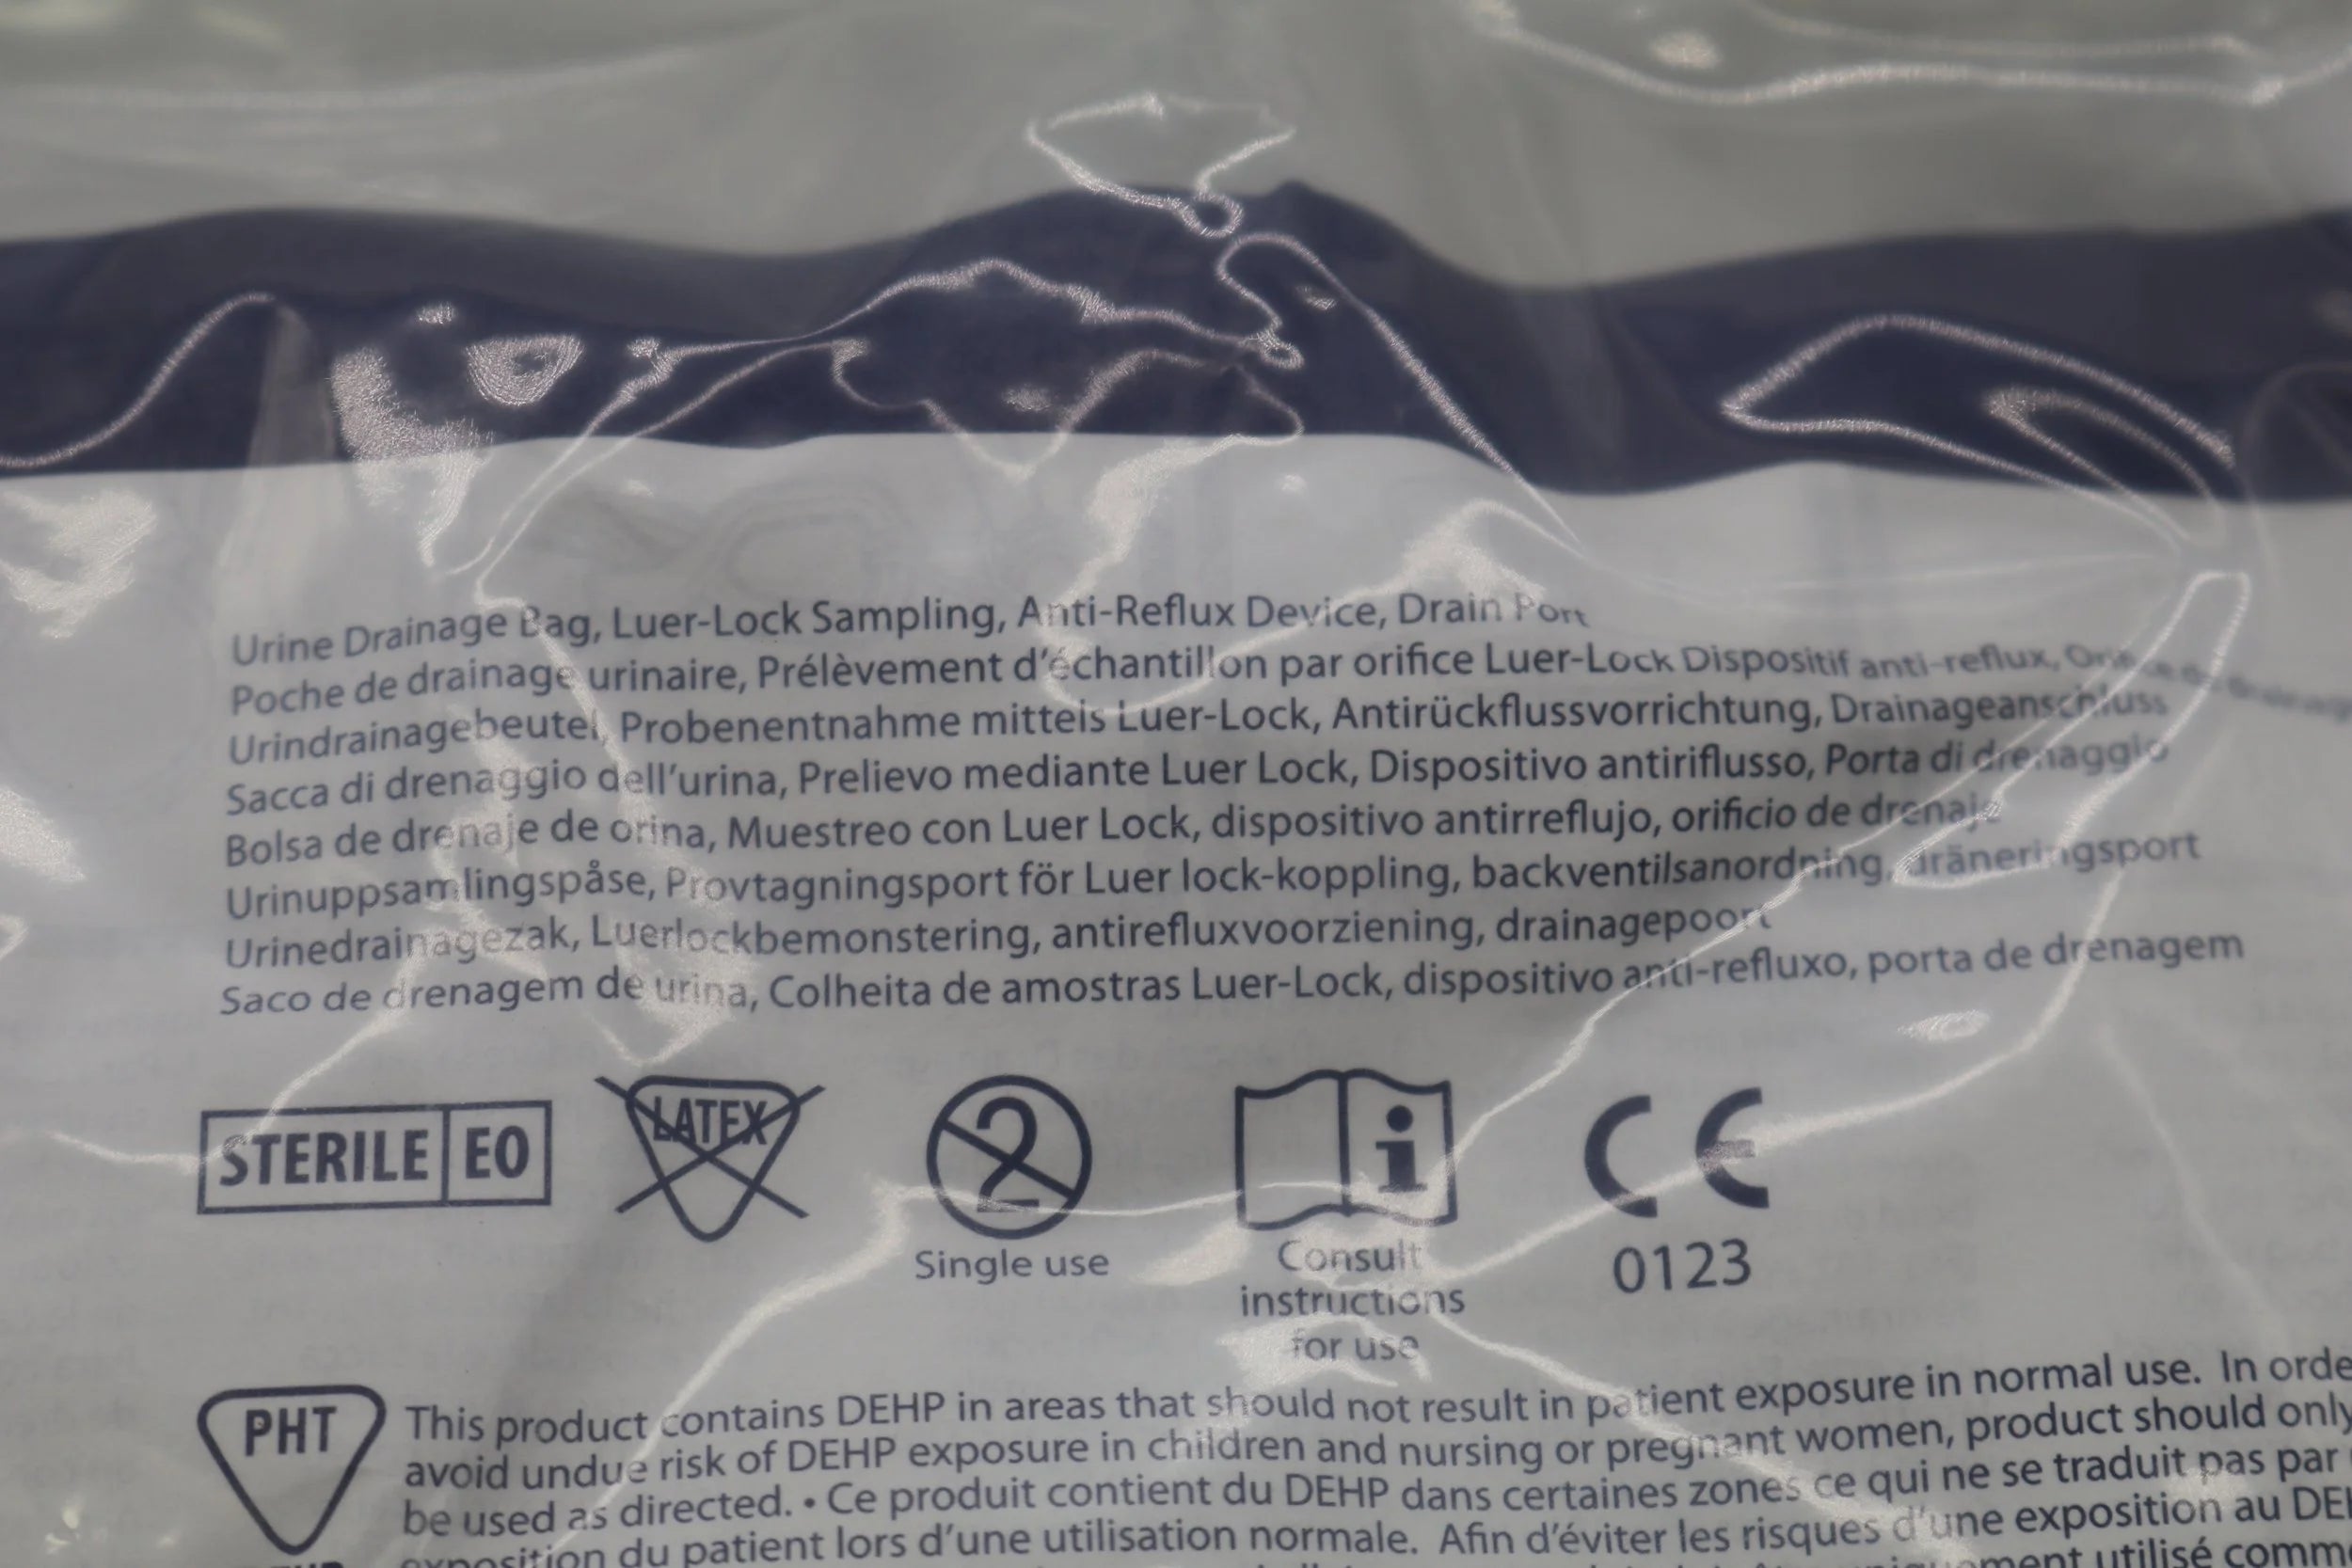 Urine Drainage Bag, Luer-Lock Sampling, Anti-Reflux Device, Drain Port
Poche de drainage urinaire, Prélèvement d'échantillon par orifice Luer-Lock Dispositif anti-reflux,
Urindrainagebeutel, Probenentnahme mittels Luer-Lock, Antirückflussvorrichtung, Drainageanschluss
Sacca di drenaggio dell'urina, Prelievo mediante Luer Lock, Dispositivo antiriflusso, Porta di drenaggio
Bolsa de drenaje de orina, Muestreo con Luer Lock, dispositivo antirreflujo, orificio de drenaje
Urinuppsamlingspåse, Provtagningsport för Luer lock-koppling, backventilsanordning, dräneringsport
Urinedrainagezak, Luerlockbemonstering, antirefluxvoorziening, drainagepoort
Saco de drenagem de urina, Colheita de amostras Luer-Lock, dispositivo anti-refluxo, porta de drenagem
STERILE EO LATEX 2 i CE
Single use
Consult
instructions
for use
0123
PHT
This product contains DEHP in areas that should not result in patient exposure in normal use. In orde
avoid undue risk of DEHP exposure in children and nursing or pregnant women, product should only
be used as directed. • Ce produit contient du DEHP dans certaines zones ce qui ne se traduit pas par
exposition du patient lors d'une utilisation normale. Afin d'éviter les risques d'une exposition au DEH
utilisé comm